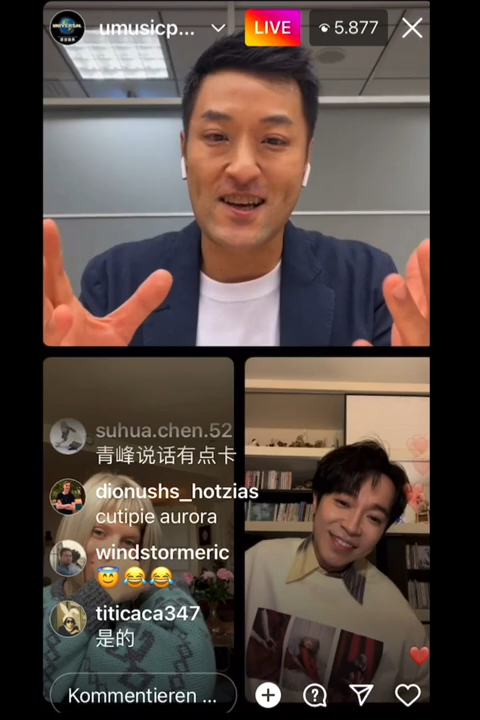 umusicp...
LIVE
5.877
suhua.chen.52
青峰说话有点卡
dionushs_hotzias
cutipie aurora
windstormeric
😇😂😂
titicaca347
是的
Kommentieren ...